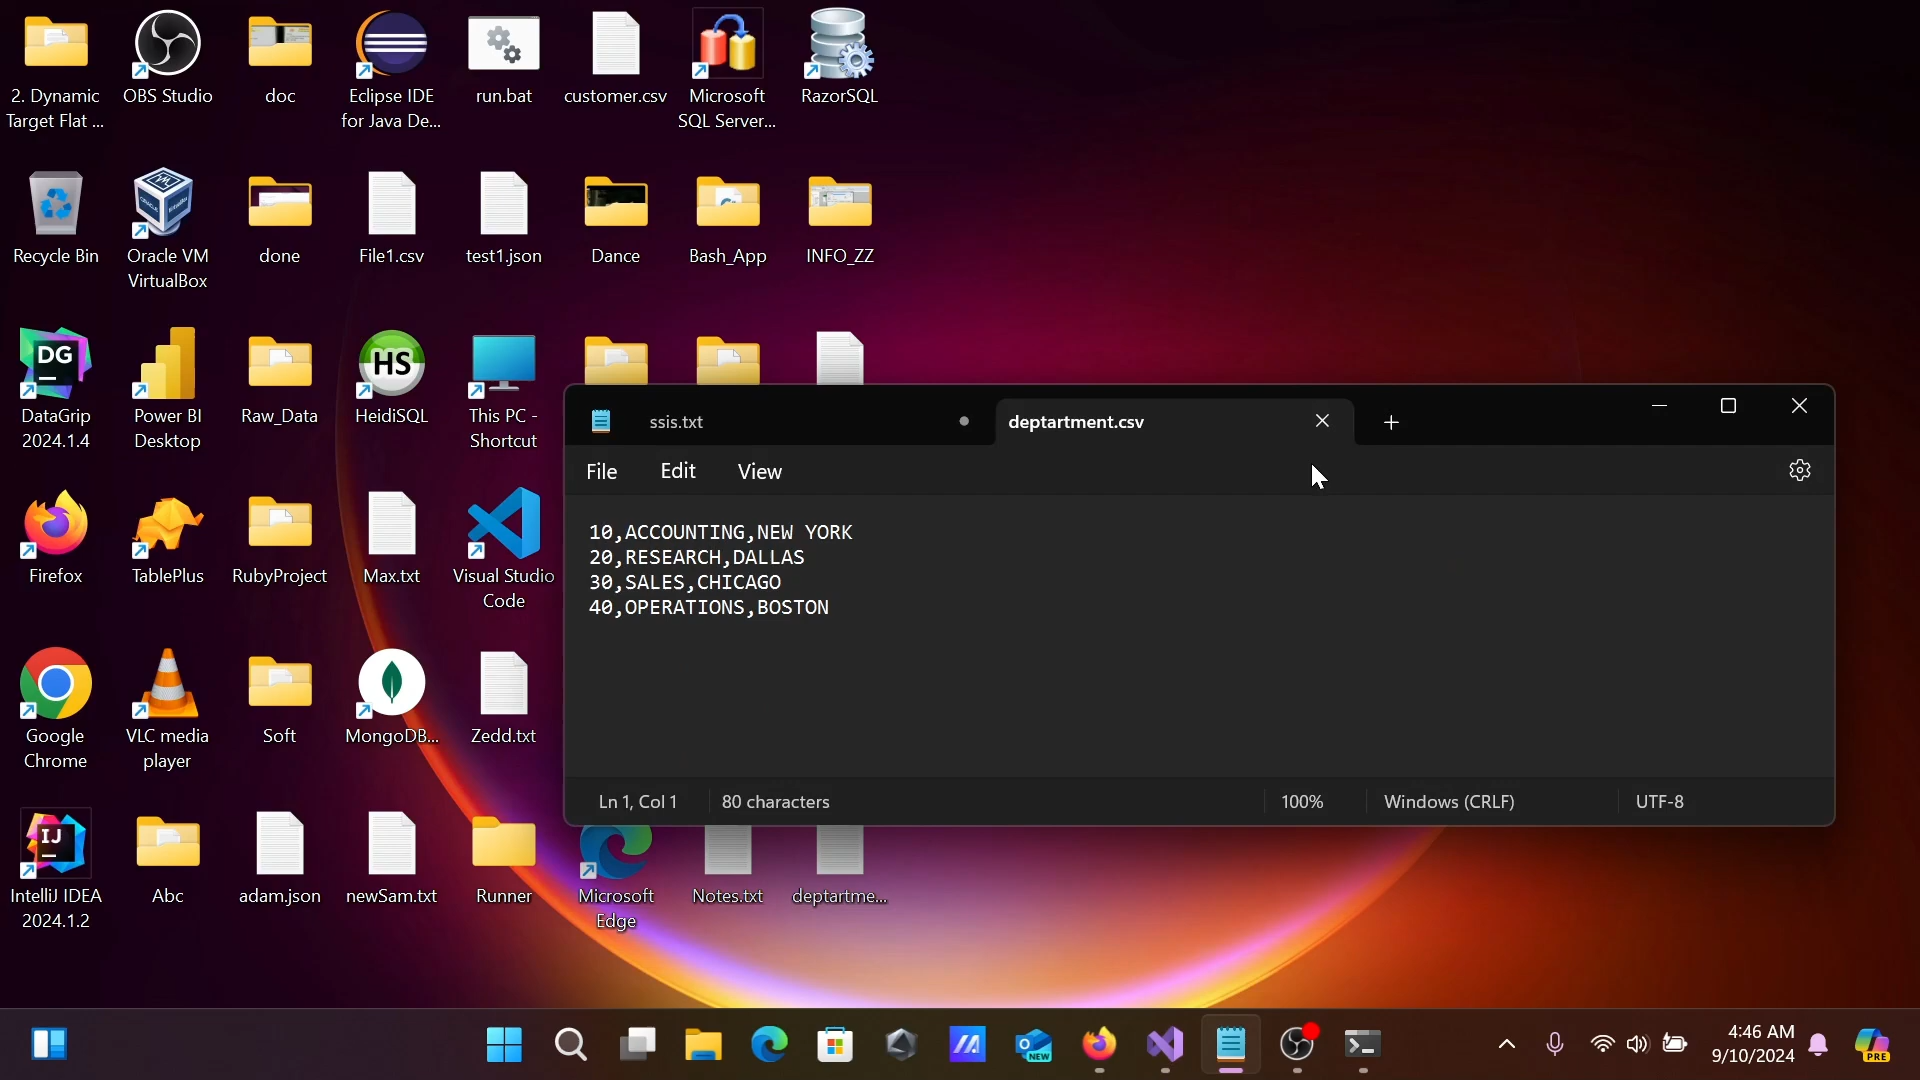 2. Dynamic
Target Flat ...
OBS Studio
doc
Eclipse IDE
for Java De...
run.bat
customer.csv
Microsoft
SQL Server...
RazorSQL
Recycle Bin
Oracle VM
VirtualBox
done
File1.csv
test1.json
Dance
Bash_App
INFO_ZZ
DG
DataGrip
2024.1.4
Power BI
Desktop
Raw_Data
HS
HeidiSQL
This PC -
Shortcut
ssis.txt
deptartment.csv
File
Edit
View
10,ACCOUNTING,NEW YORK
20,RESEARCH,DALLAS
30,SALES,CHICAGO
40,OPERATIONS,BOSTON
Ln 1, Col 1
80 characters
100%
Windows (CRLF)
UTF-8
Firefox
TablePlus
RubyProject
Max.txt
Visual Studio
Code
Google
Chrome
VLC media
player
Soft
MongoDB...
Zedd.txt
IJ
IntelliJ IDEA
2024.1.2
Abc
adam.json
newSam.txt
Runner
Microsoft
Edge
Notes.txt
deptartme...
NEW
4:46 AM
9/10/2024
PRE